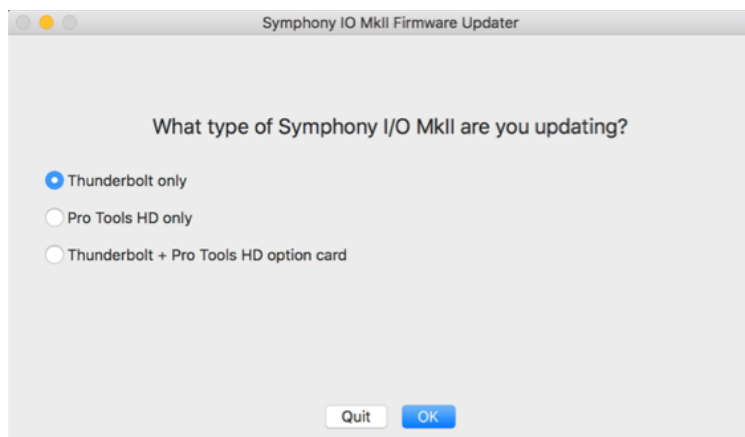 Symphony IO MkII Firmware Updater
What type of Symphony I/O MkII are you updating?
Thunderbolt only
Pro Tools HD only
Thunderbolt + Pro Tools HD option card
Quit
OK